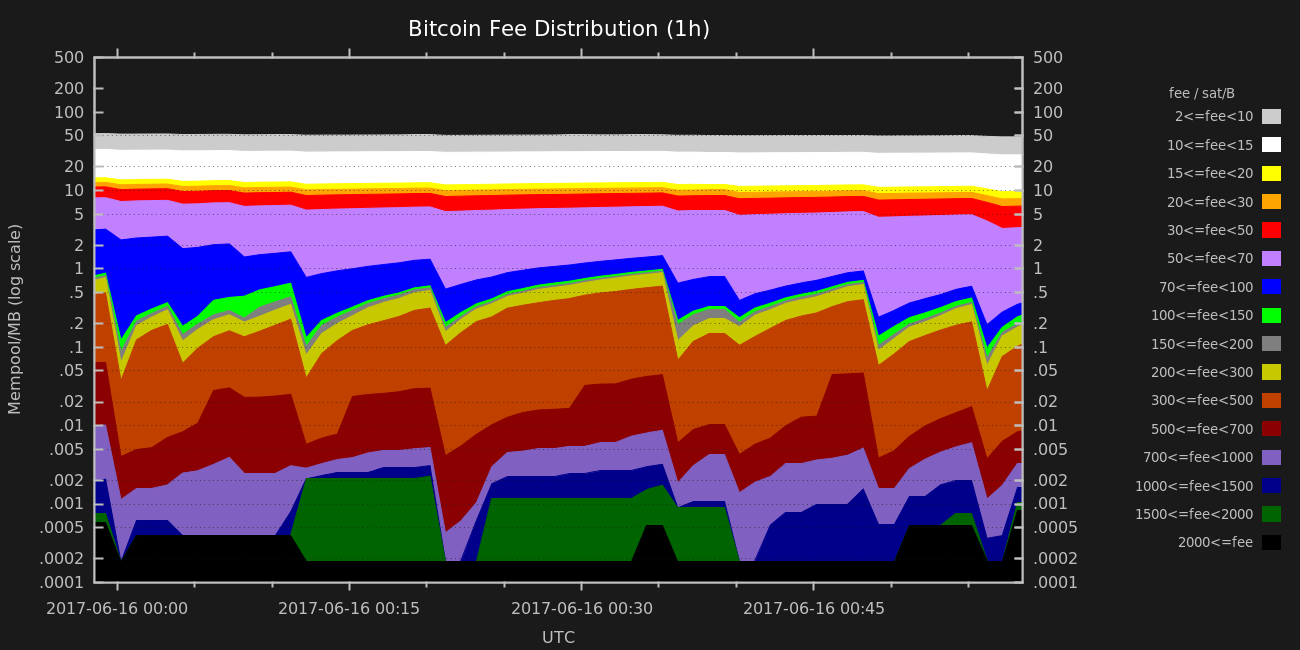 Bitcoin Fee Distribution (1h)
Mempool/MB (log scale)
500
200
100
50
20
10
5
2
1
.5
.2
.1
.05
.02
.01
.005
.002
.001
.0005
.0002
.0001
500
200
100
50
20
10
5
2
1
.5
.2
.1
.05
.02
.01
.005
.002
.001
.0005
.0002
.0001
2017-06-16 00:00 2017-06-16 00:15 2017-06-16 00:30 2017-06-16 00:45
UTC
fee / sat/B
2<=fee<10
10<=fee<15
15<=fee<20
20<=fee<30
30<=fee<50
50<=fee<70
70<=fee<100
100<=fee<150
150<=fee<200
200<=fee<300
300<=fee<500
500<=fee<700
700<=fee<1000
1000<=fee<1500
1500<=fee<2000
2000<=fee